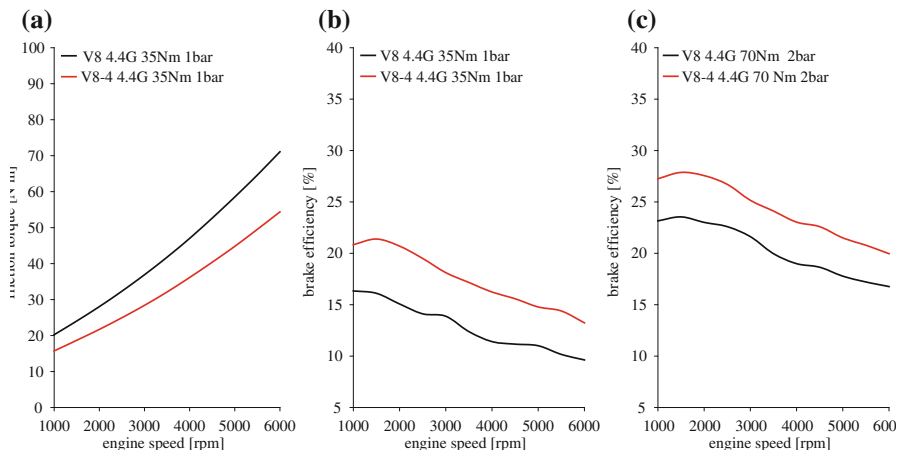 (a)
V8 4.4G 35Nm 1bar
V8-4 4.4G 35Nm 1bar
100
90
80
70
60
50
40
30
20
10
0
torque
1000 2000 3000 4000 5000 6000
engine speed [rpm]
(b)
V8 4.4G 35Nm 1bar
V8-4 4.4G 35Nm 1bar
40
35
30
25
20
15
10
5
brake efficiency [%]
1000 2000 3000 4000 5000 6000
engine speed [rpm]
(c)
V8 4.4G 70Nm 2bar
V8-4 4.4G 70 Nm 2bar
40
35
30
25
20
15
10
5
brake efficiency [%]
1000 2000 3000 4000 5000 6000
engine speed [rpm]